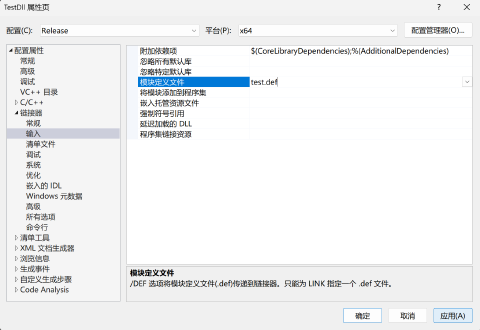 TestDll 属性页
配置(C): Release 平台(P): x64 配置管理器(O)...
配置属性
常规
高级
调试
VC++ 目录
C/C++
链接器
常规
输入
清单文件
调试
系统
优化
嵌入的 IDL
Windows 元数据
高级
所有选项
命令行
清单工具
XML 文档生成器
浏览信息
生成事件
自定义生成步骤
Code Analysis
附加依赖项 $(CoreLibraryDependencies);%(AdditionalDependencies)
忽略所有默认库
忽略特定默认库
模块定义文件 test.def
将模块添加到程序集
嵌入托管资源文件
强制符号引用
延迟加载的 DLL
程序集链接资源
模块定义文件
/DEF 选项将模块定义文件(.def)传递到链接器。只能为 LINK 指定一个 .def 文件。
确定 取消 应用(A)